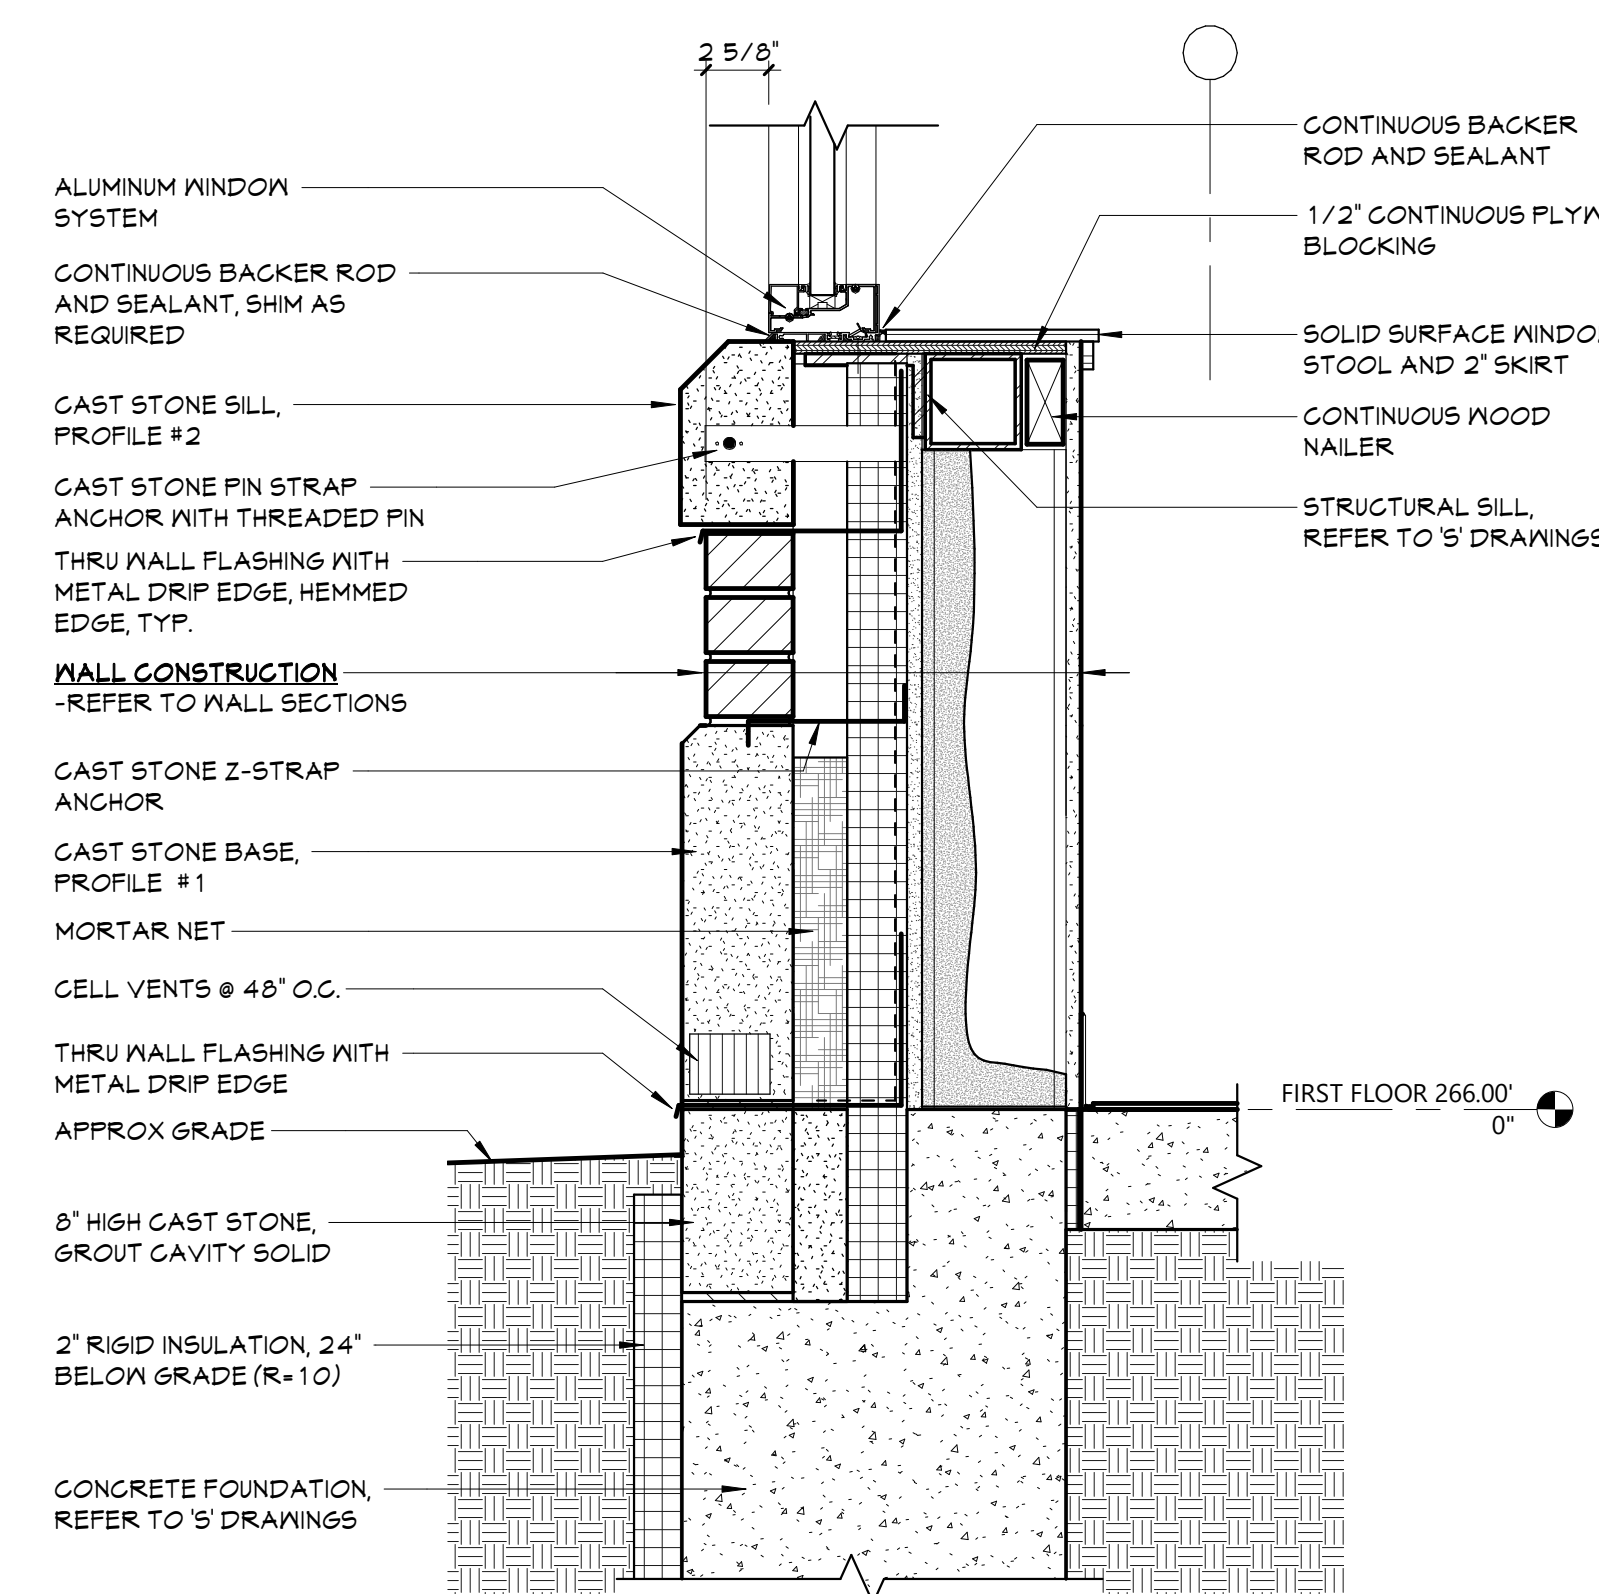 2 5/8"
ALUMINUM WINDOW
SYSTEM
CONTINUOUS BACKER ROD
AND SEALANT, SHIM AS
REQUIRED
CAST STONE SILL,
PROFILE #2
CAST STONE PIN STRAP
ANCHOR WITH THREADED PIN
THRU WALL FLASHING WITH
METAL DRIP EDGE, HEMMED
EDGE, TYP.
WALL CONSTRUCTION
-REFER TO WALL SECTIONS
CAST STONE Z-STRAP
ANCHOR
CAST STONE BASE,
PROFILE #1
MORTAR NET
CELL VENTS @ 48" O.C.
THRU WALL FLASHING WITH
METAL DRIP EDGE
APPROX GRADE
8" HIGH CAST STONE,
GROUT CAVITY SOLID
2" RIGID INSULATION, 24"
BELOW GRADE (R=10)
CONCRETE FOUNDATION,
REFER TO 'S' DRAWINGS
CONTINUOUS BACKER
ROD AND SEALANT
1/2" CONTINUOUS
BLOCKING
SOLID SURFACE
STOOL AND 2" SKIRT
CONTINUOUS WOOD
NAILER
STRUCTURAL SILL,
REFER TO 'S' DRAWINGS
FIRST FLOOR 266.00'
0"